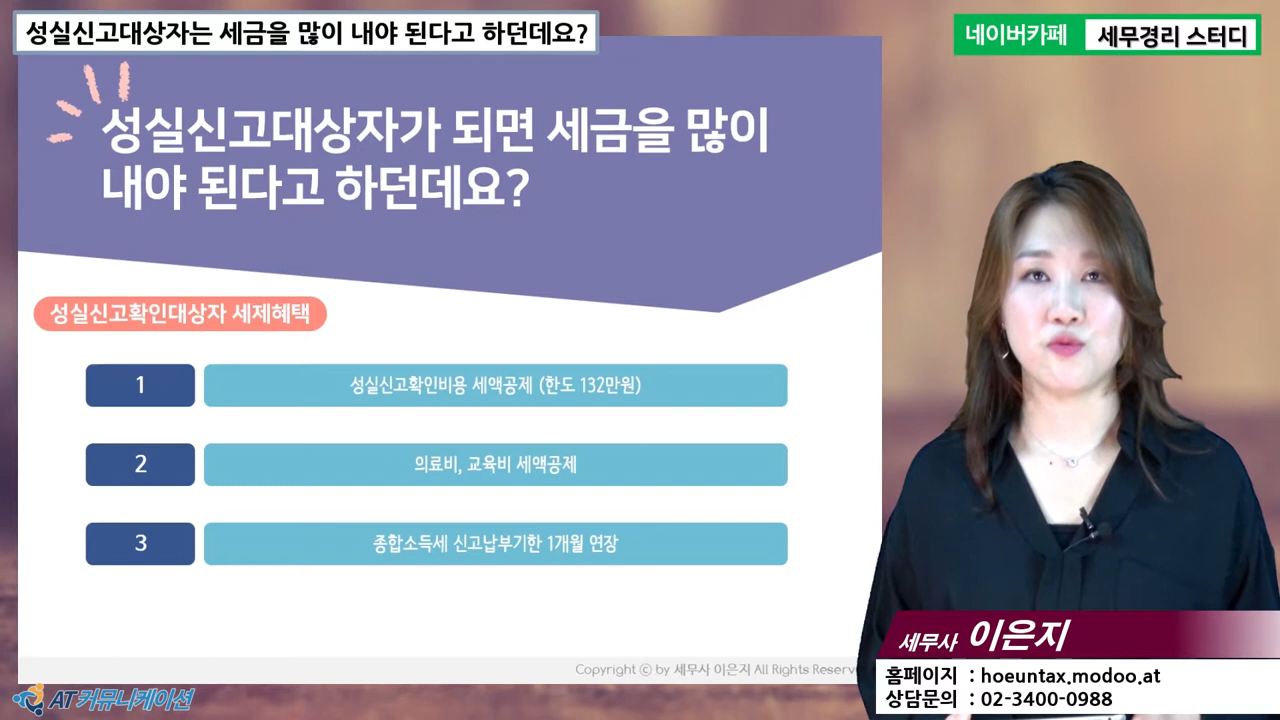 성실신고대상자는 세금을 많이 내야 된다고 하던데요?
네이버카페 세무경리 스터디
성실신고대상자가 되면 세금을 많이
내야 된다고 하던데요?
성실신고확인대상자 세제혜택
1 성실신고확인비용 세액공제 (한도 132만원)
2 의료비, 교육비 세액공제
3 종합소득세 신고납부기한 1개월 연장
Copyright ⓒ by 세무사 이은지 All Rights
세무사 이은지
홈페이지 : hoeuntax.modoo.at
상담문의 : 02-3400-0988
AT커뮤니케이션